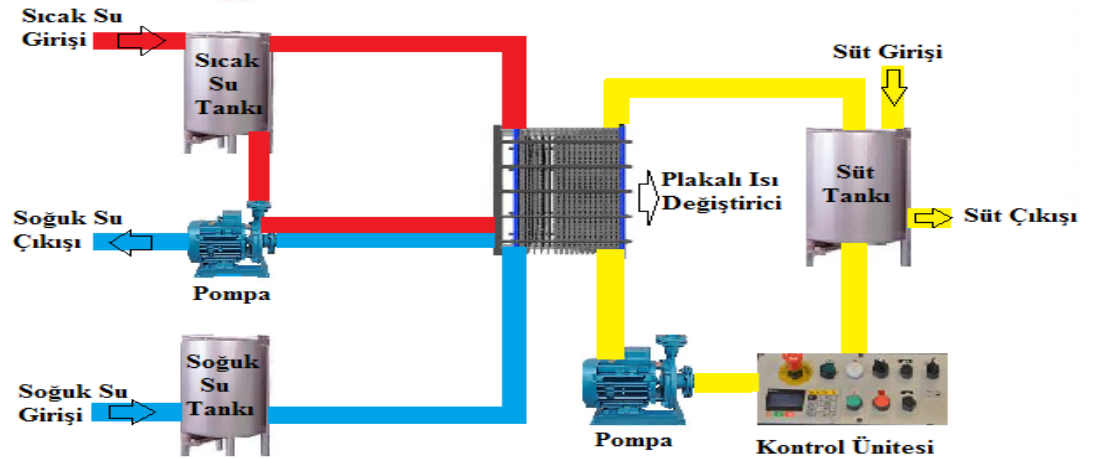 Sıcak Su
Girişi
Sıcak
Su
Tankı
Süt Girişi
Süt
Tankı
Plakalı Isı
Değiştirici
Süt Çıkışı
Soğuk Su
Çıkışı
Pompa
Soğuk
Su
Tankı
Soğuk Su
Girişi
Pompa
Kontrol Ünitesi